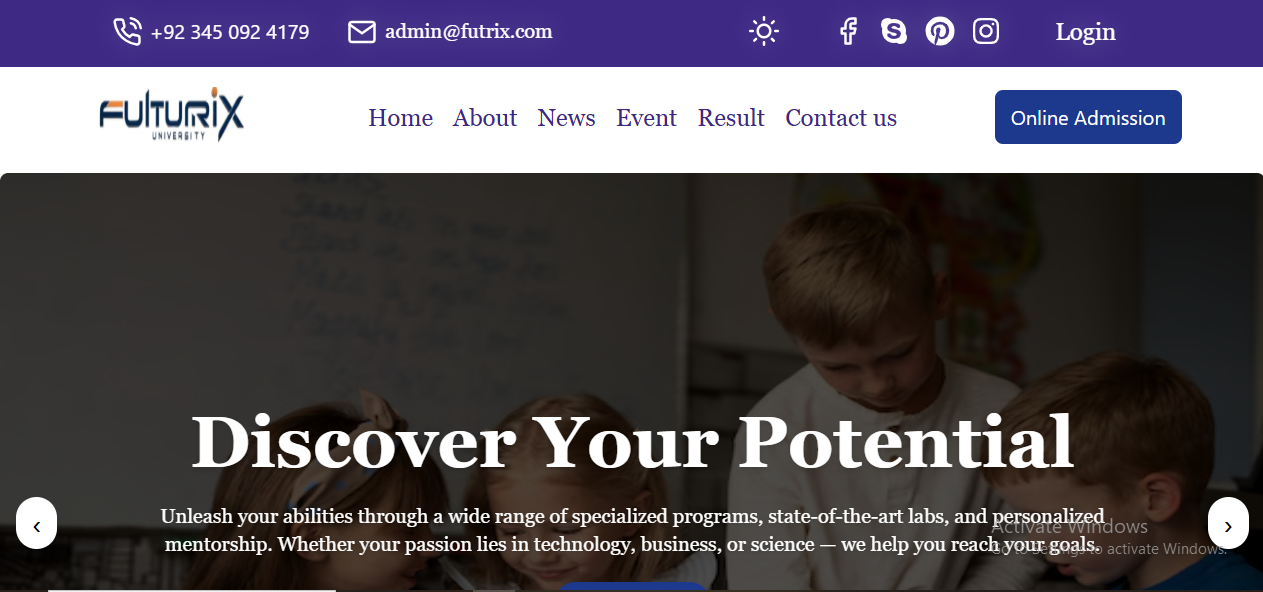 +92 345 092 4179 admin@futrix.com Login
FULTURIX
UNIVERSITY
Home About News Event Result Contact us Online Admission
Discover Your Potential
Unleash your abilities through a wide range of specialized programs, state-of-the-art labs, and personalized
mentorship. Whether your passion lies in technology, business, or science — we help you reach your goals.
‹ ›
Activate Windows
Go to Settings to activate Windows.